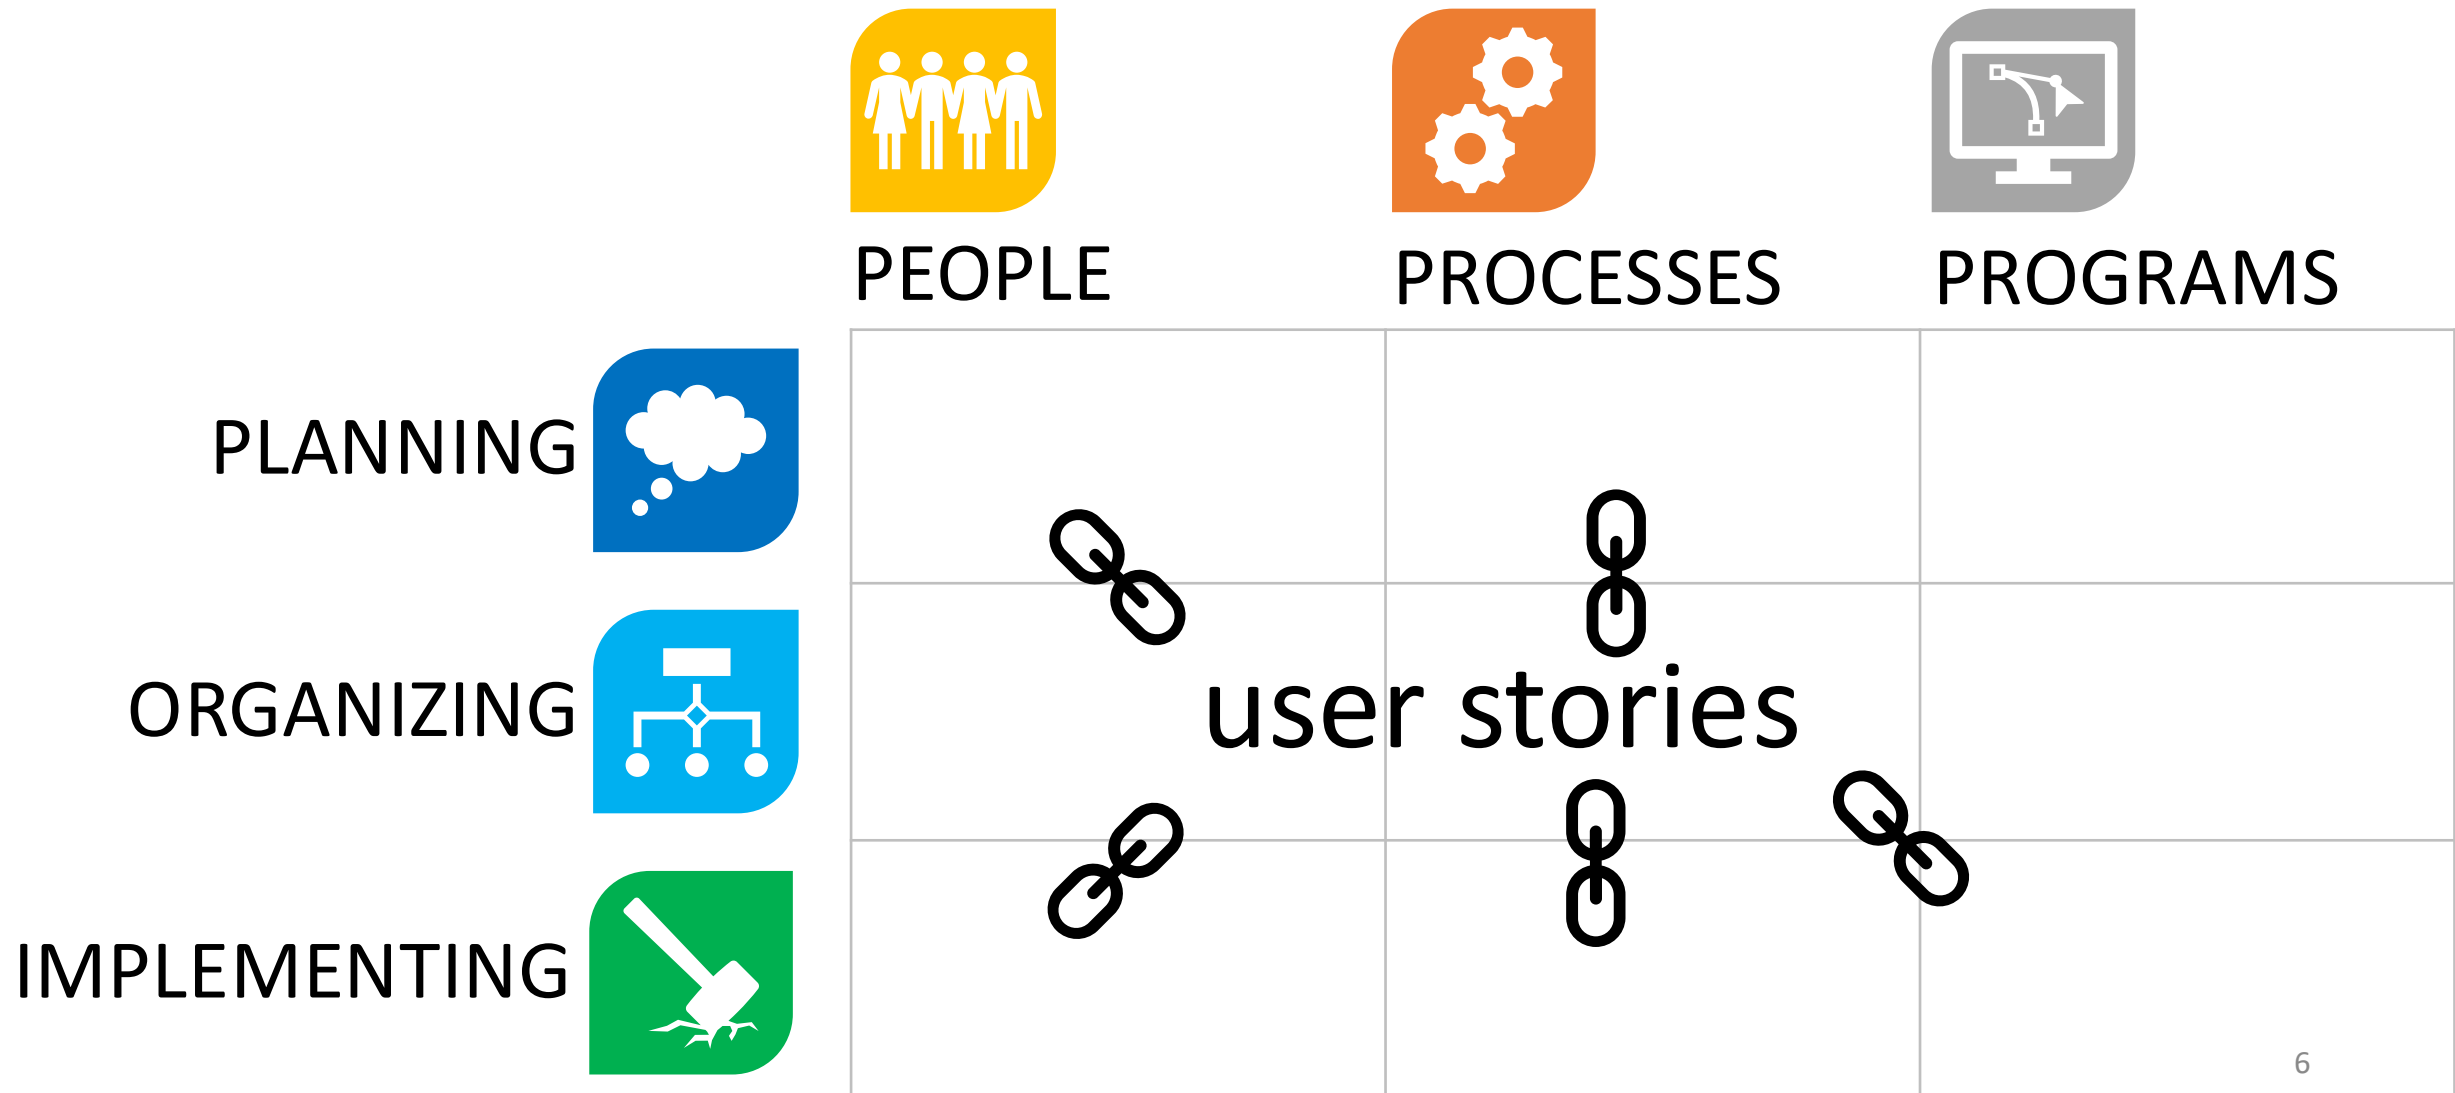 PEOPLE
PROCESSES
PROGRAMS
PLANNING
ORGANIZING
user stories
IMPLEMENTING
6